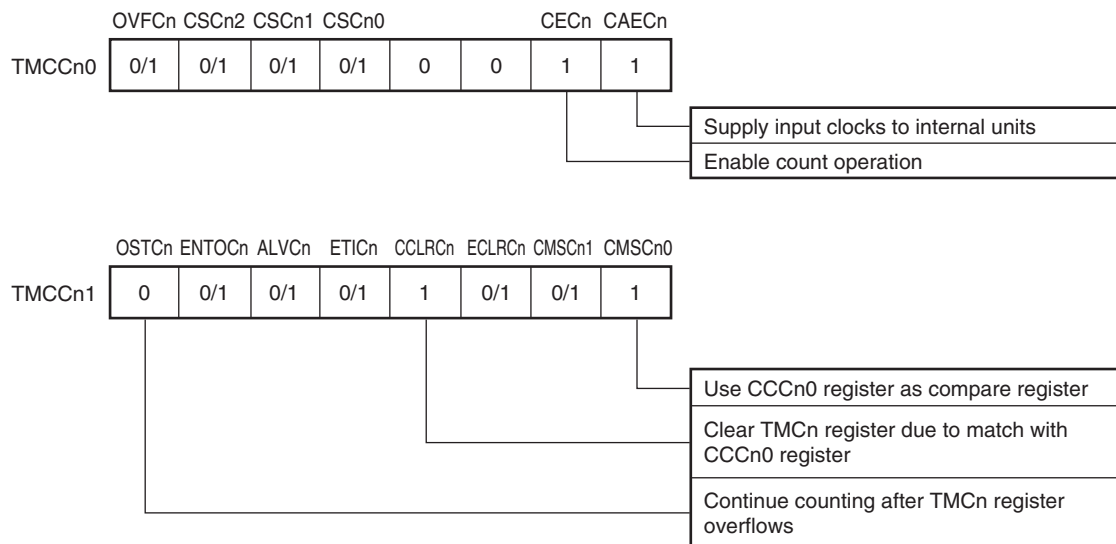 OVFCn CSCn2 CSCn1 CSCn0 CECn CAECn
TMCCn0 0/1 0/1 0/1 0/1 0 0 1 1
Supply input clocks to internal units
Enable count operation
OSTCn ENTOCn ALVCn ETICn CCLRCn ECLRCn CMSCn1 CMSCn0
TMCCn1 0 0/1 0/1 0/1 1 0/1 0/1 1
Use CCCn0 register as compare register
Clear TMCn register due to match with
CCCn0 register
Continue counting after TMCn register
overflows